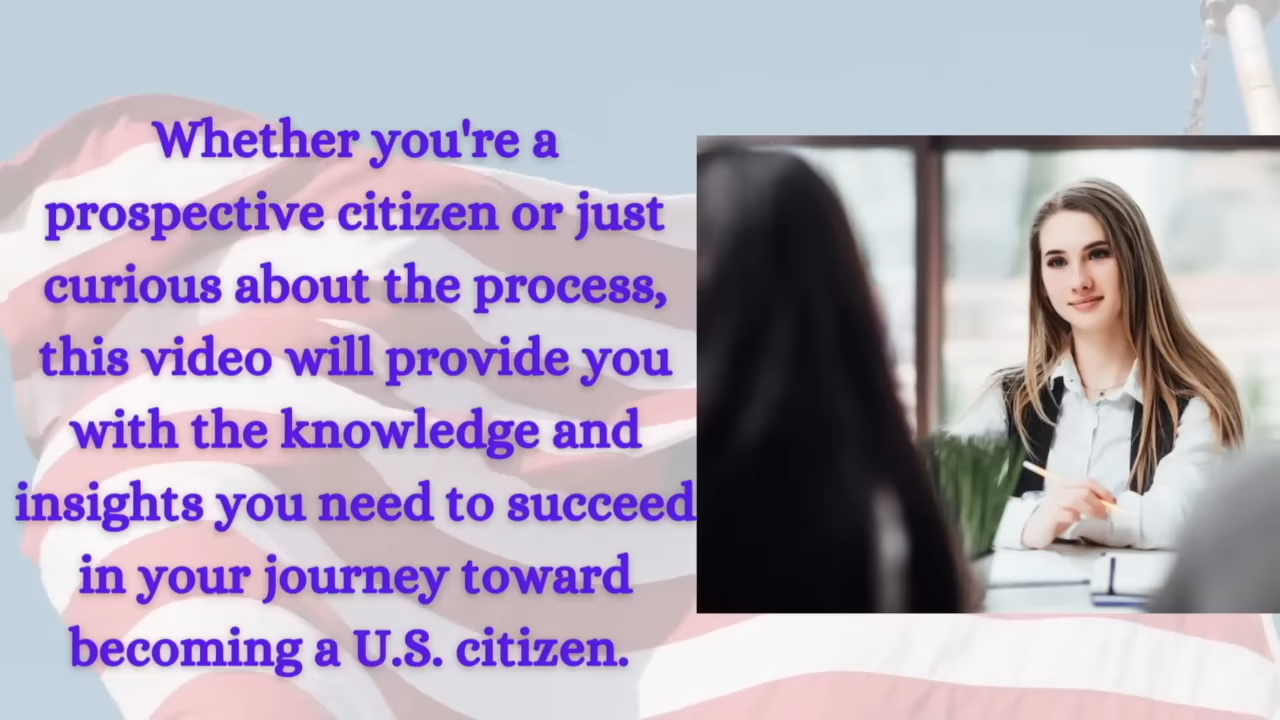 Whether you're a
prospective citizen or just
curious about the process,
this video will provide you
with the knowledge and
insights you need to succeed
in your journey toward
becoming a U.S. citizen.